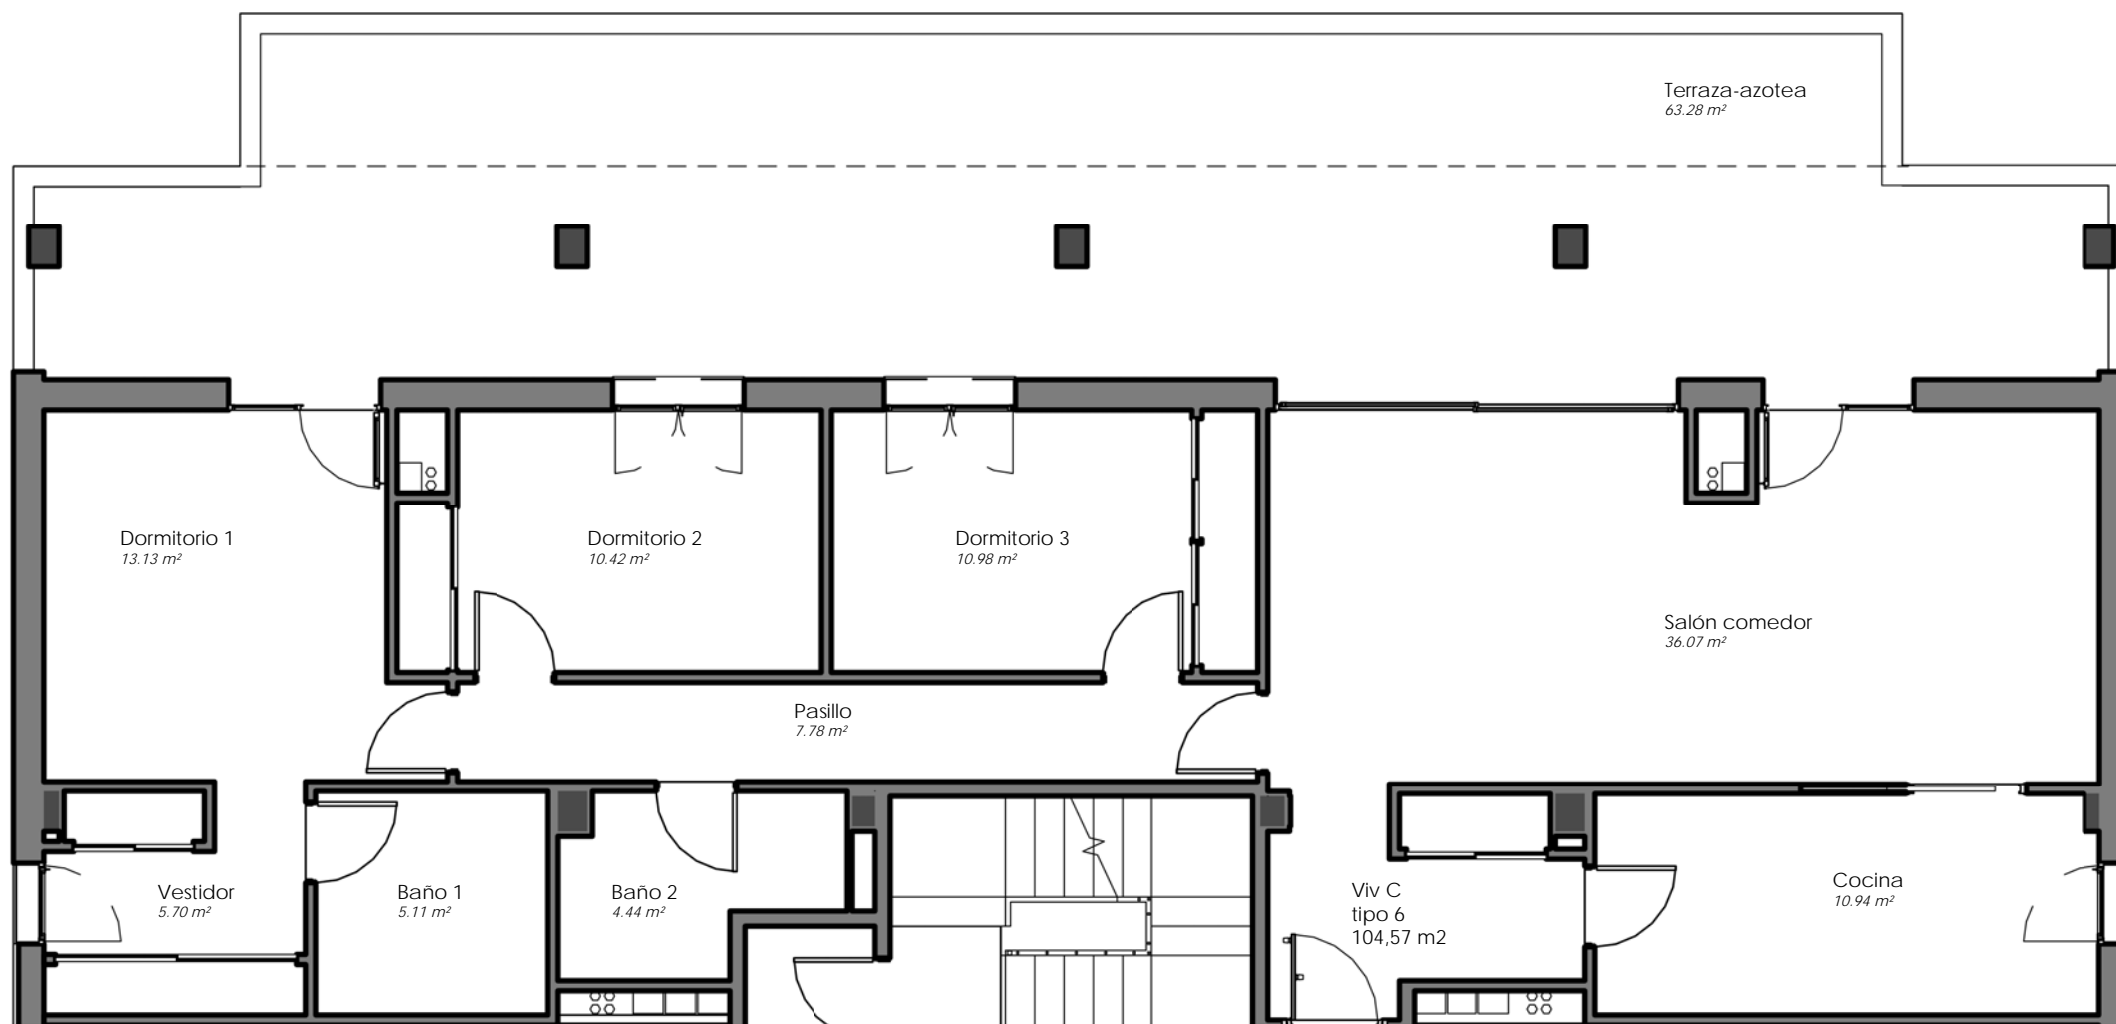 Terraza-azotea
63.28 m²
Dormitorio 1
13.13 m²
Dormitorio 2
10.42 m²
Dormitorio 3
10.98 m²
Salón comedor
36.07 m²
Pasillo
7.78 m²
Vestidor
5.70 m²
Baño 1
5.11 m²
Baño 2
4.44 m²
Viv C
tipo 6
104,57 m2
Cocina
10.94 m²